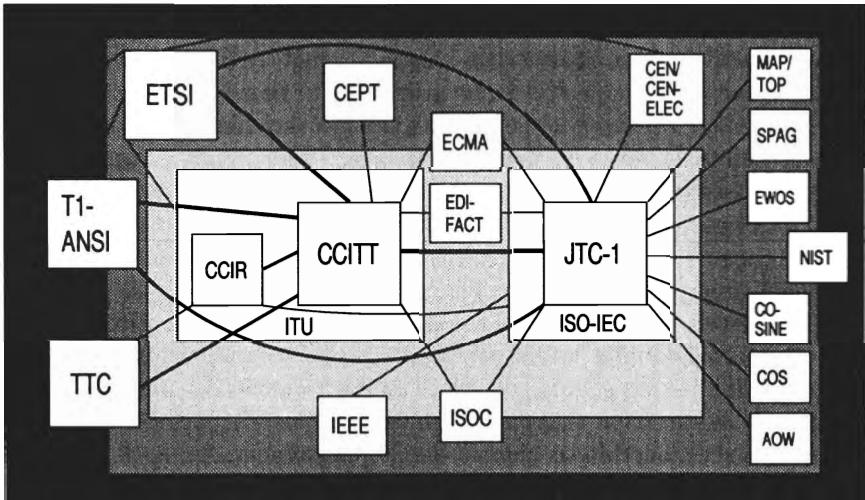 ETSI
CEPT
CEN/
CEN-
ELEC
MAP/
TOP
ECMA
SPAG
T1-
ANSI
EDI-
FACT
EWOS
CCIR
CCITT
JTC-1
NIST
ITU
ISO-IEC
CO-
SINE
TTC
COS
IEEE
ISOC
AOW